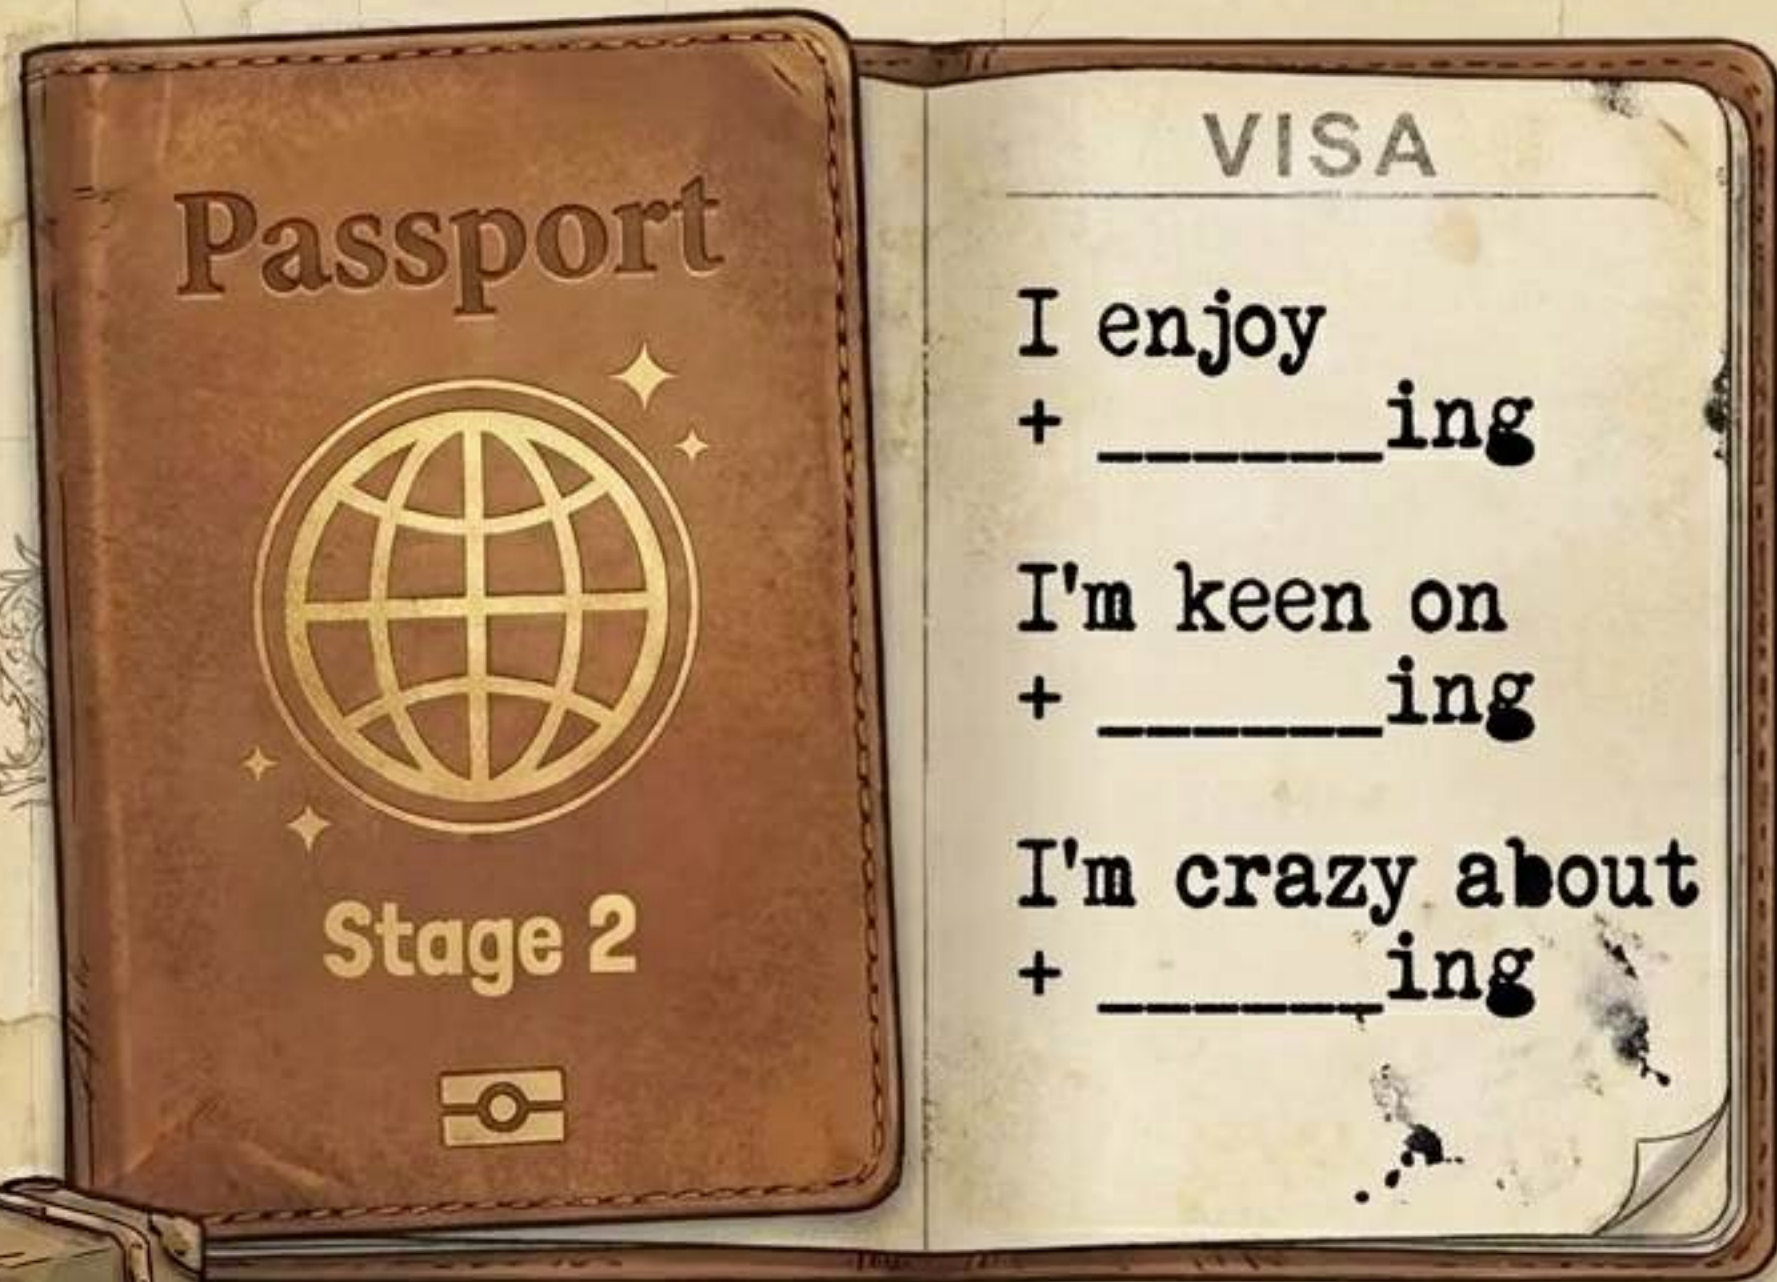 Passport
Stage 2
VISA
I enjoy
+ ______ing
I'm keen on
+ ______ing
I'm crazy about
+ ______ing